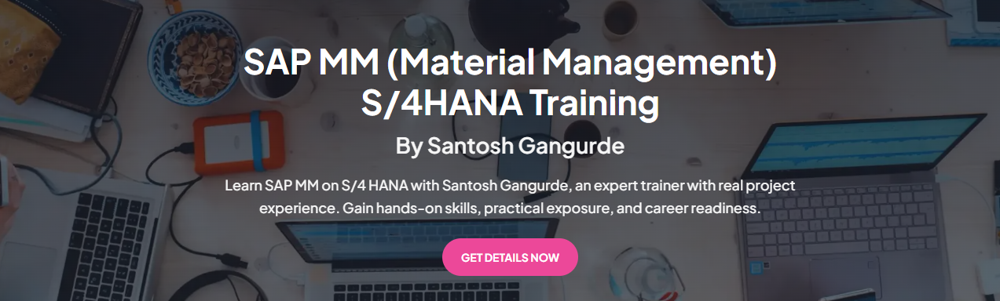 SAP MM (Material Management)
S/4HANA Training
By Santosh Gangurde
Learn SAP MM on S/4 HANA with Santosh Gangurde, an expert trainer with real project
experience. Gain hands-on skills, practical exposure, and career readiness.
GET DETAILS NOW